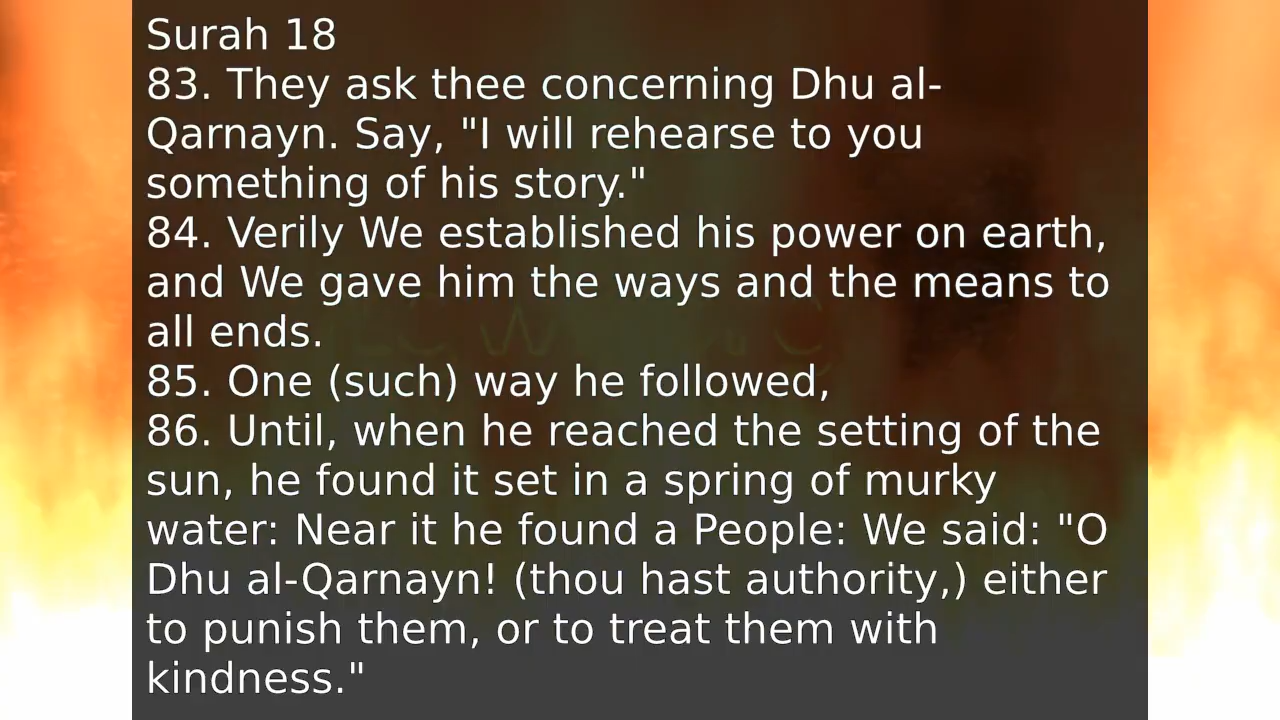 Surah 18
83. They ask thee concerning Dhu al-
Qarnayn. Say, "I will rehearse to you
something of his story."
84. Verily We established his power on earth,
and We gave him the ways and the means to
all ends.
85. One (such) way he followed,
86. Until, when he reached the setting of the
sun, he found it set in a spring of murky
water: Near it he found a People: We said: "O
Dhu al-Qarnayn! (thou hast authority,) either
to punish them, or to treat them with
kindness."